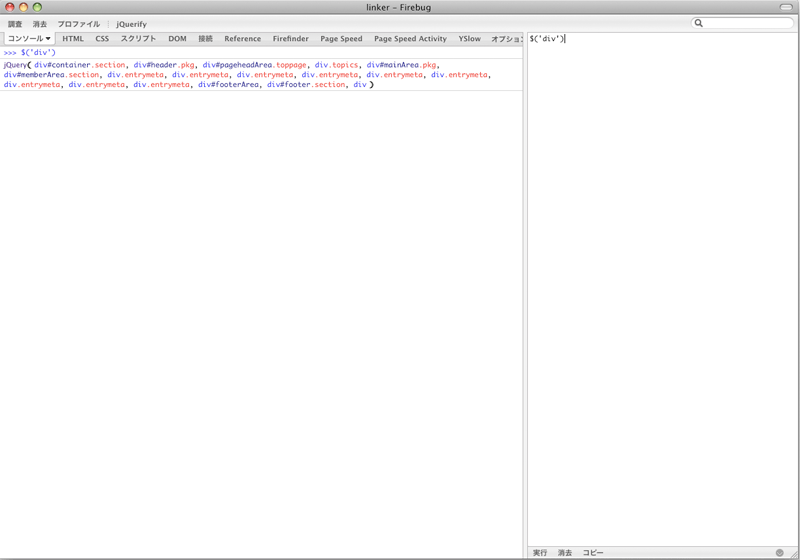 linker – Firebug
調査 消去 プロファイル jQuerify
コンソール HTML CSS スクリプト DOM 接続 Reference Firefinder Page Speed Page Speed Activity YSlow オプション
>>> $('div')
jQuery( div#container.section, div#header.pkg, div#pageheadArea.toppage, div.topics, div#mainArea.pkg,
div#memberArea.section, div.entrymeta, div.entrymeta, div.entrymeta, div.entrymeta, div.entrymeta, div.entrymeta,
div.entrymeta, div.entrymeta, div.entrymeta, div#footerArea, div#footer.section, div )
$('div')
実行 消去 コピー